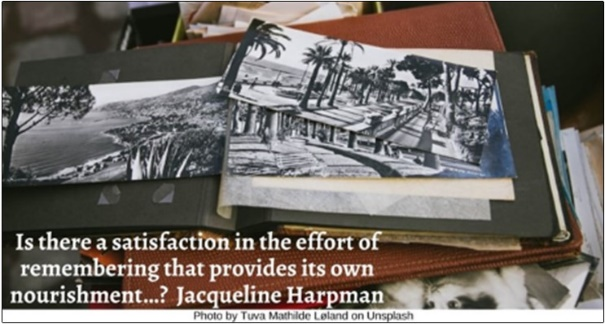 Is there a satisfaction in the effort of
remembering that provides its own
nourishment...? Jacqueline Harpman
Photo by Tuva Mathilde Løland on Unsplash